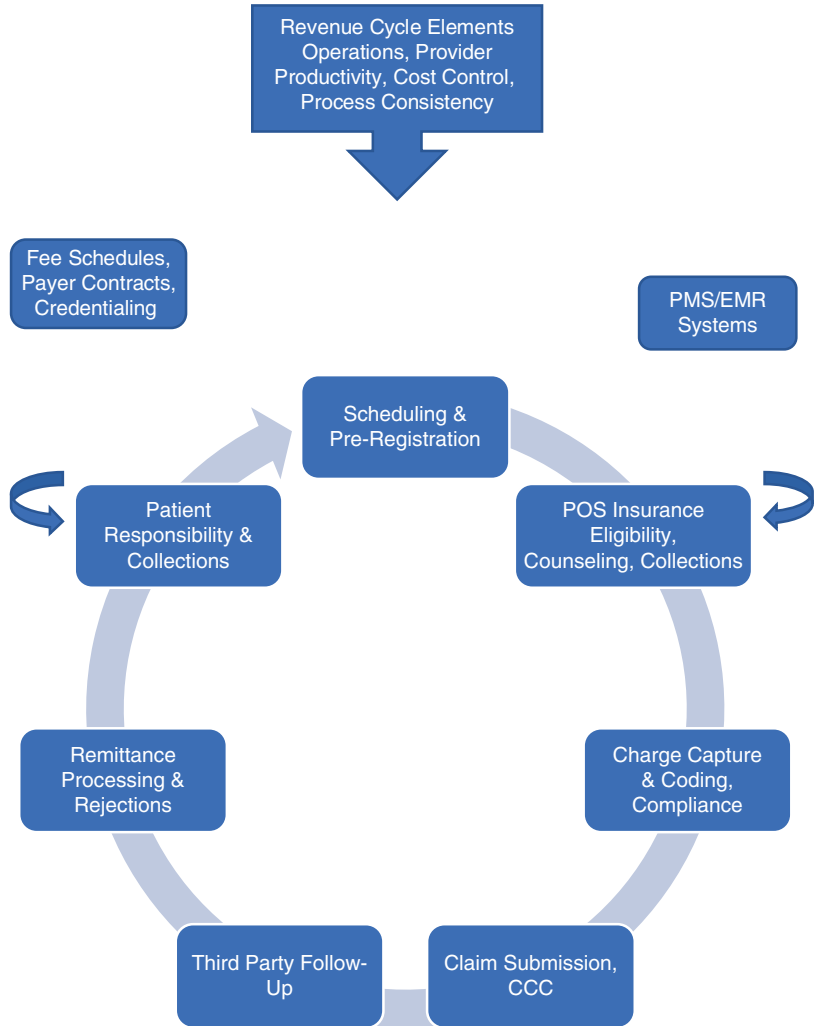 Revenue Cycle Elements
Operations, Provider
Productivity, Cost Control,
Process Consistency
Fee Schedules,
Payer Contracts,
Credentialing
PMS/EMR
Systems
Scheduling &
Pre-Registration
POS Insurance
Eligibility,
Counseling, Collections
Charge Capture
& Coding,
Compliance
Claim Submission,
CCC
Third Party Follow-
Up
Remittance
Processing &
Rejections
Patient
Responsibility &
Collections